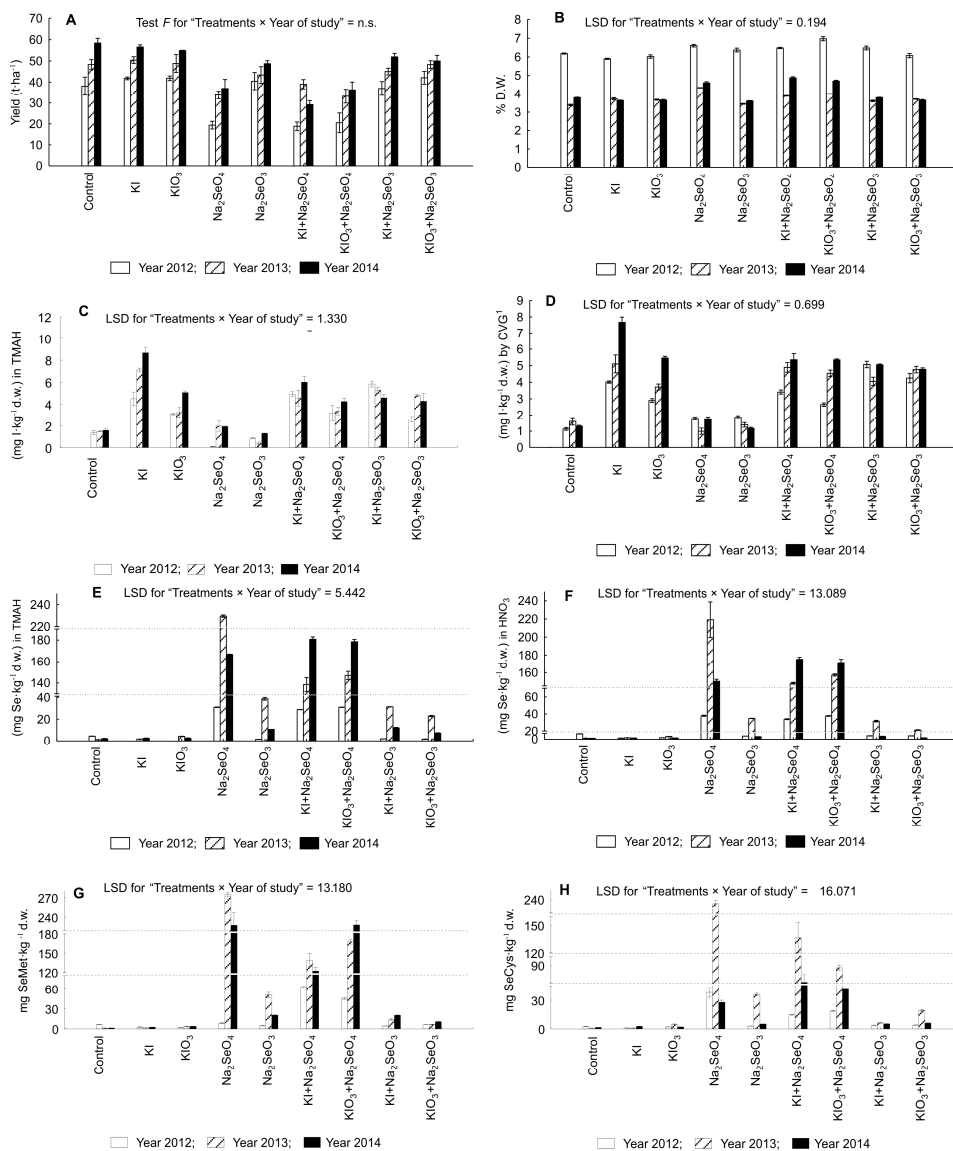 A
Test F for “Treatments × Year of study” = n.s.
Yield (t·ha⁻¹)
70
60
50
40
30
20
10
0
Control
KI
KIO₃
Na₂SeO₄
Na₂SeO₃
KI+Na₂SeO₄
KIO₃+Na₂SeO₄
KI+Na₂SeO₃
KIO₃+Na₂SeO₃
Year 2012; Year 2013; Year 2014
B
LSD for “Treatments × Year of study” = 0.194
% D.W.
8
7
6
5
4
3
2
1
0
Control
KI
KIO₃
Na₂SeO₄
Na₂SeO₃
KI+Na₂SeO₄
KIO₃+Na₂SeO₄
KI+Na₂SeO₃
KIO₃+Na₂SeO₃
Year 2012; Year 2013; Year 2014
C
LSD for “Treatments × Year of study” = 1.330
(mg I·kg⁻¹ d.w.) in TMAH
12
10
8
6
4
2
0
Control
KI
KIO₃
Na₂SeO₄
Na₂SeO₃
KI+Na₂SeO₄
KIO₃+Na₂SeO₄
KI+Na₂SeO₃
KIO₃+Na₂SeO₃
Year 2012; Year 2013; Year 2014
D
LSD for “Treatments × Year of study” = 0.699
(mg I·kg⁻¹ d.w.) by CVG¹
9
8
7
6
5
4
3
2
1
0
Control
KI
KIO₃
Na₂SeO₄
Na₂SeO₃
KI+Na₂SeO₄
KIO₃+Na₂SeO₄
KI+Na₂SeO₃
KIO₃+Na₂SeO₃
Year 2012; Year 2013; Year 2014
E
LSD for “Treatments × Year of study” = 5.442
(mg Se·kg⁻¹ d.w.) in TMAH
240
220
180
160
40
20
0
Control
KI
KIO₃
Na₂SeO₄
Na₂SeO₃
KI+Na₂SeO₄
KIO₃+Na₂SeO₄
KI+Na₂SeO₃
KIO₃+Na₂SeO₃
Year 2012; Year 2013; Year 2014
F
LSD for “Treatments × Year of study” = 13.089
(mg Se·kg⁻¹ d.w.) in HNO₃
240
220
200
180
160
60
40
20
0
Control
KI
KIO₃
Na₂SeO₄
Na₂SeO₃
KI+Na₂SeO₄
KIO₃+Na₂SeO₄
KI+Na₂SeO₃
KIO₃+Na₂SeO₃
Year 2012; Year 2013; Year 2014
G
LSD for “Treatments × Year of study” = 13.180
mg SeMet·kg⁻¹ d.w.
270
240
180
150
120
60
30
0
Control
KI
KIO₃
Na₂SeO₄
Na₂SeO₃
KI+Na₂SeO₄
KIO₃+Na₂SeO₄
KI+Na₂SeO₃
KIO₃+Na₂SeO₃
Year 2012; Year 2013; Year 2014
H
LSD for “Treatments × Year of study” = 16.071
mg SeCys·kg⁻¹ d.w.
240
150
120
90
30
0
Control
KI
KIO₃
Na₂SeO₄
Na₂SeO₃
KI+Na₂SeO₄
KIO₃+Na₂SeO₄
KI+Na₂SeO₃
KIO₃+Na₂SeO₃
Year 2012; Year 2013; Year 2014